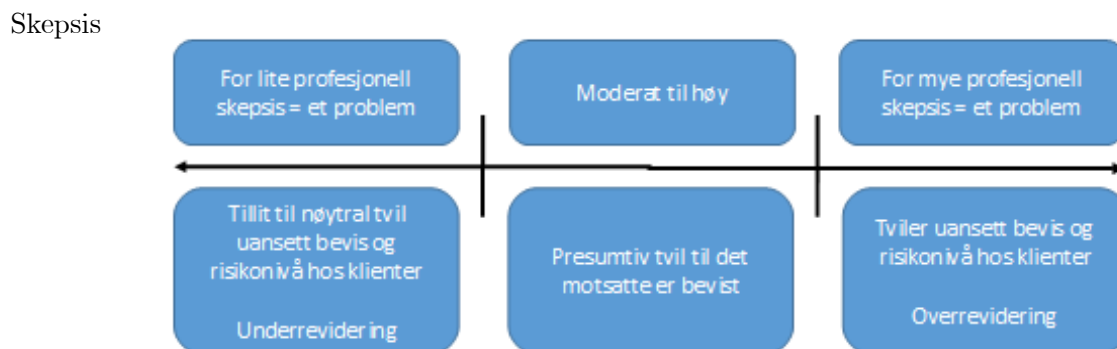 Skepsis
For lite profesjonell
skepsis = et problem
Moderat til høy
For mye profesjonell
skepsis = et problem
Tillit til nøytral tvil
uansett bevis og
risikonivå hos klienter
Underrevidering
Presumtiv tvil til det
motsatte er bevist
Tviler uansett bevis og
risikonivå hos klienter
Overrevidering